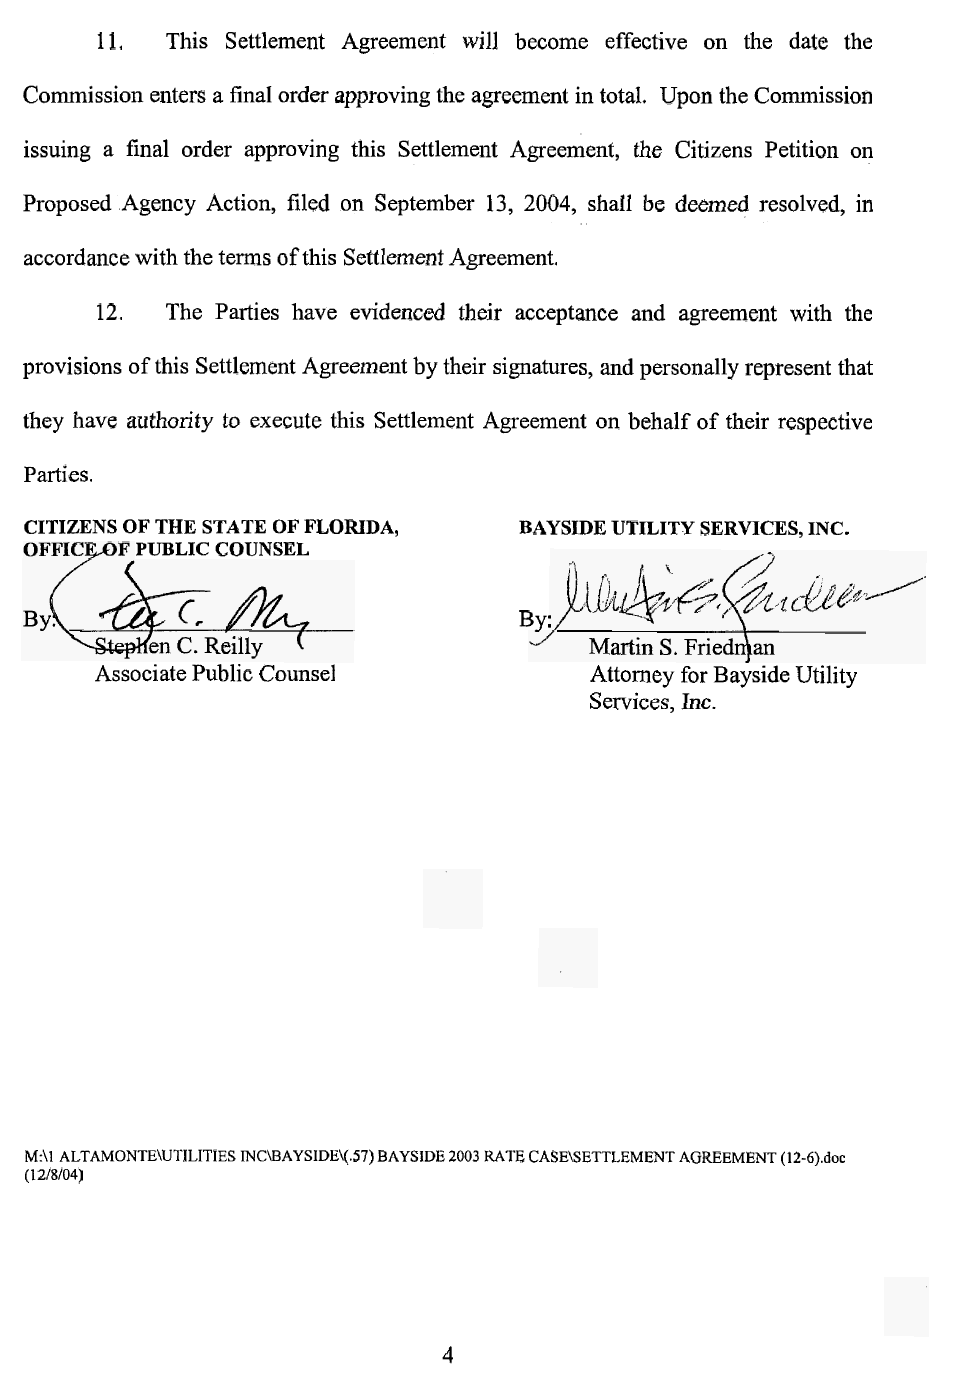 11. This Settlement Agreement will become effective on the date the
Commission enters a final order approving the agreement in total. Upon the Commission
issuing a final order approving this Settlement Agreement, the Citizens Petition on
Proposed Agency Action, filed on September 13, 2004, shall be deemed resolved, in
accordance with the terms of this Settlement Agreement.
12. The Parties have evidenced their acceptance and agreement with the
provisions of this Settlement Agreement by their signatures, and personally represent that
they have authority to execute this Settlement Agreement on behalf of their respective
Parties.
CITIZENS OF THE STATE OF FLORIDA,
OFFICE OF PUBLIC COUNSEL
By:
Stephen C. Reilly
Associate Public Counsel
BAYSIDE UTILITY SERVICES, INC.
By:
Martin S. Friedman
Attorney for Bayside Utility
Services, Inc.
M:\1 ALTAMONTE\UTILITIES INC\BAYSIDE\(.57) BAYSIDE 2003 RATE CASE\SETTLEMENT AGREEMENT (12-6).doc
(12/8/04)
4